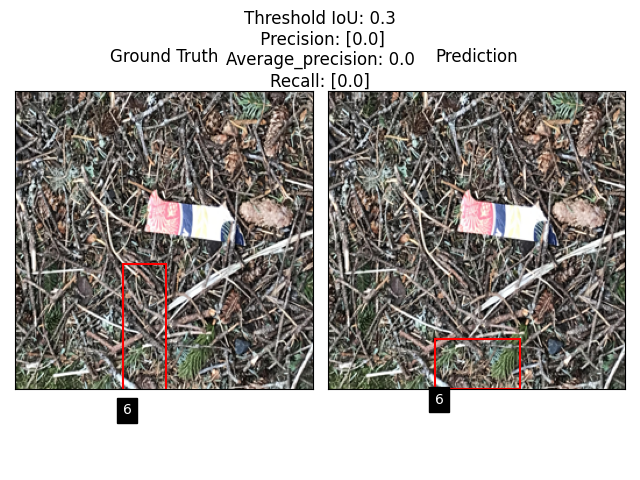 Threshold IoU: 0.3
Precision: [0.0]
Average_precision: 0.0
Recall: [0.0]
Ground Truth
Prediction
6
6